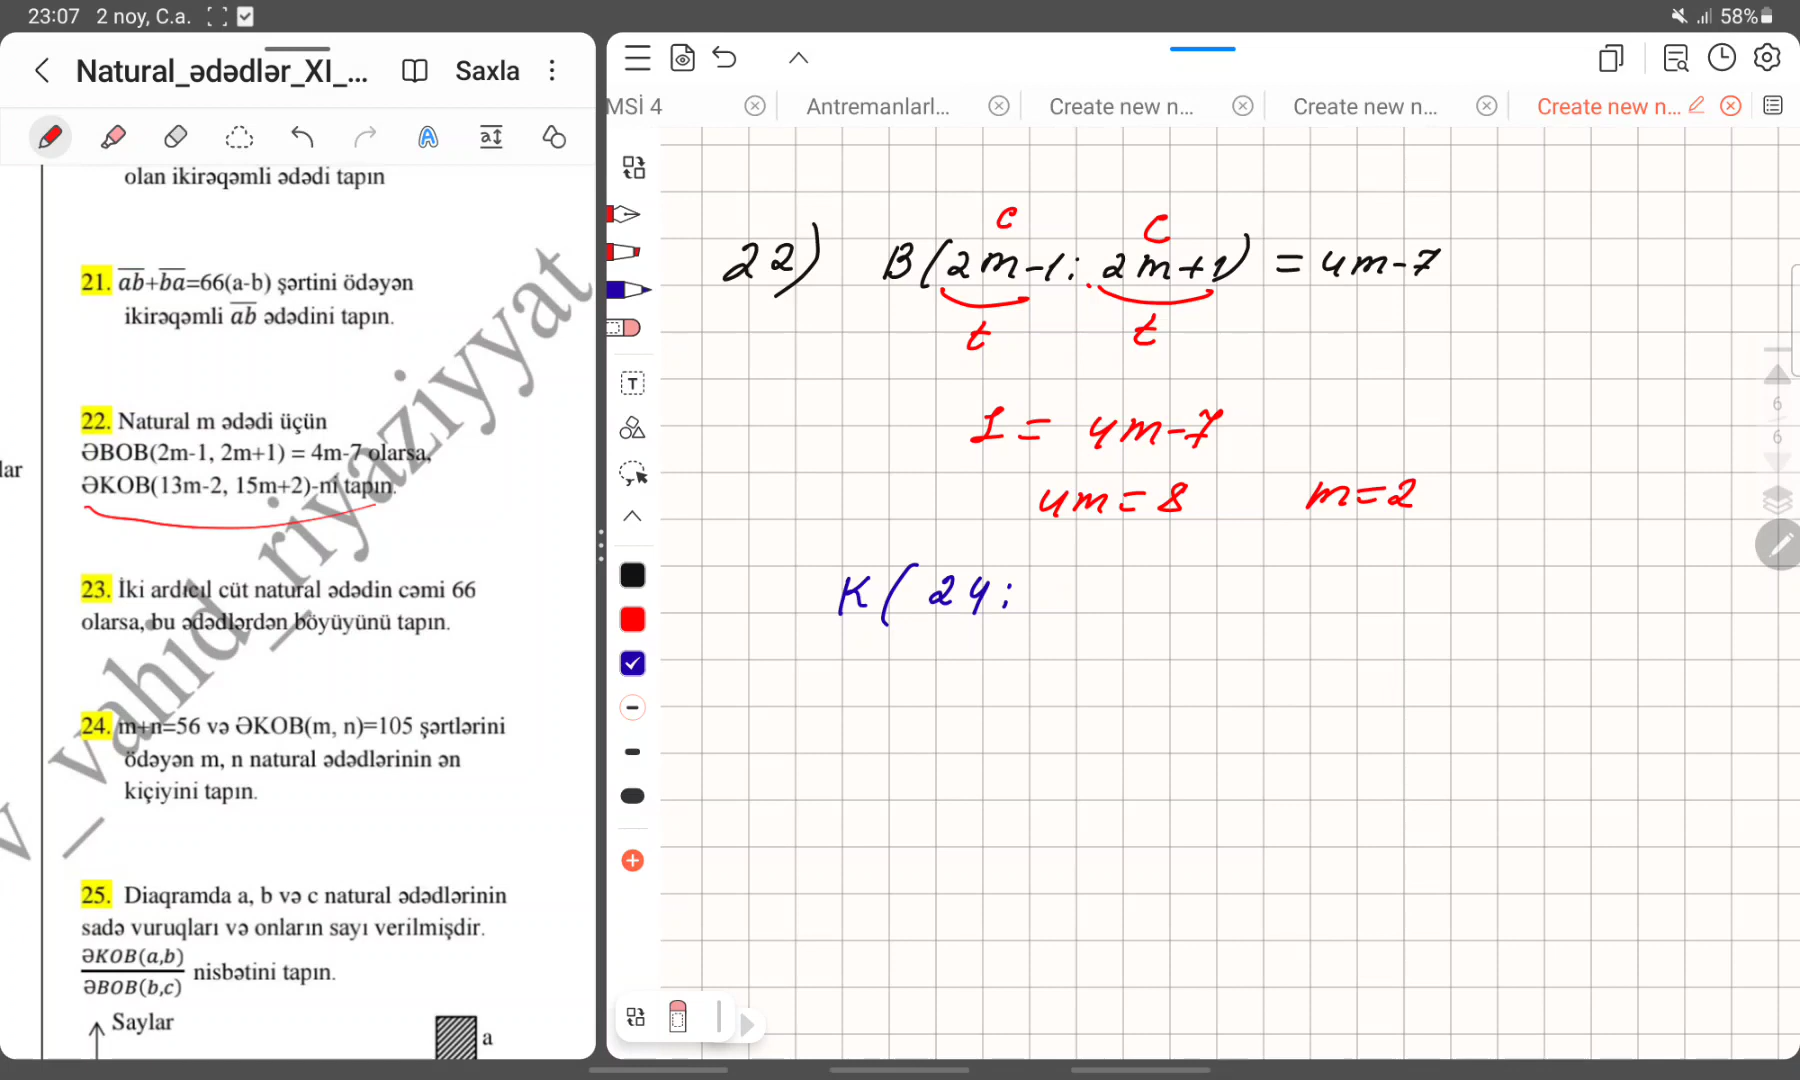 23:07 2 noy, C.a.
58%
Natural_ədədlər_XI_...
Saxla
olan ikirəqəmli ədədi tapın
21. ab+ba=66(a-b) şərtini ödəyən
ikirəqəmli ab ədədini tapın.
22. Natural m ədədi üçün
ƏBOB(2m-1, 2m+1) = 4m-7 olarsa,
ƏKOB(13m-2, 15m+2)-ni tapın.
lar
23. İki ardıcıl cüt natural ədədin cəmi 66
olarsa, bu ədədlərdən böyüyünü tapın.
24. m+n=56 və ƏKOB(m, n)=105 şərtlərini
ödəyən m, n natural ədədlərinin ən
kiçiyini tapın.
25. Diaqramda a, b və c natural ədədlərinin
sadə vuruqları və onların sayı verilmişdir.
ƏKOB(a,b)
ƏBOB(b,c)
nisbətini tapın.
Saylar
a
v_vahid_riyaziyyat
MSİ 4
Antremanlarl...
Create new n...
Create new n...
Create new n...
c c
22) B(2m-1; 2m+1) = 4m-7
t t
1 = 4m-7
4m=8 m=2
K(24;
6
6